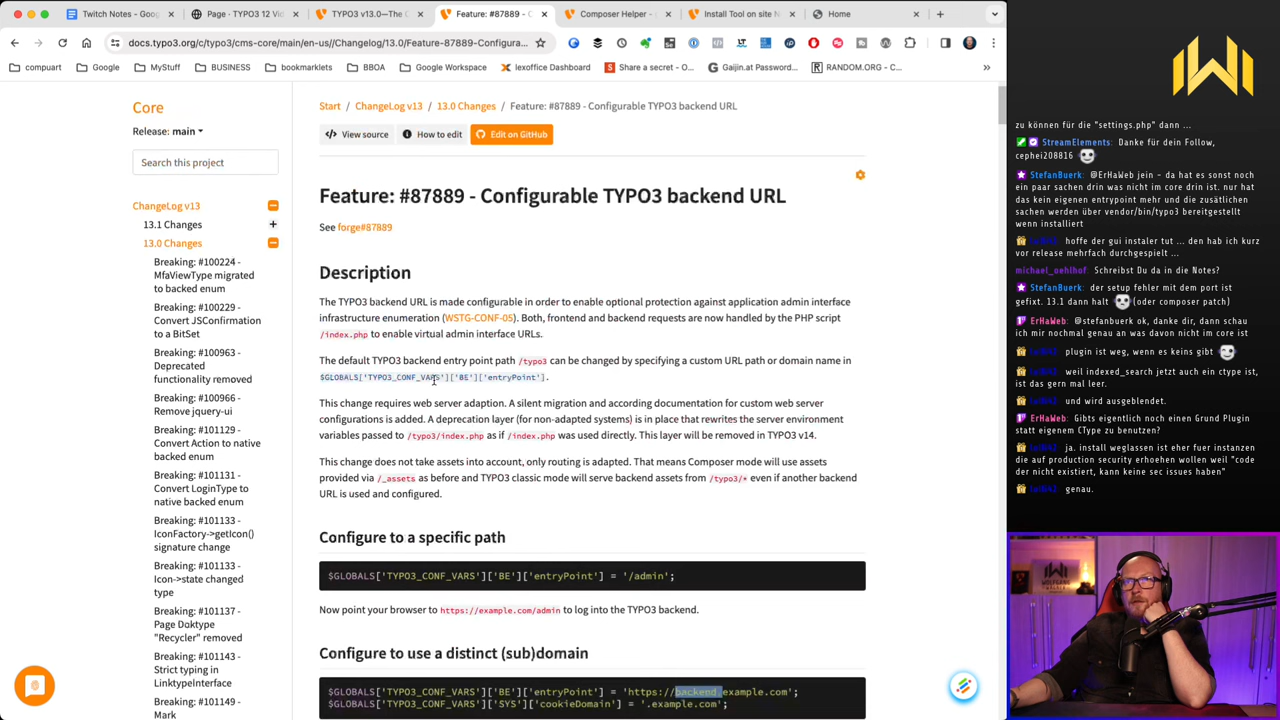 Twitch Notes - Goog
Page - TYPO3 12 Vid
TYPO3 v13.0—The D
Feature: #87889 - C
Composer Helper -
Install Tool on site N
Home
docs.typo3.org/c/typo3/cms-core/main/en-us//Changelog/13.0/Feature-87889-Configura...
compuart
Google
MyStuff
BUSINESS
bookmarklets
BBOA
Google Workspace
lexoffice Dashboard
Share a secret - O...
Gaijin.at Password...
RANDOM.ORG - C...
»
Core
Release: main
Search this project
ChangeLog v13
13.1 Changes
13.0 Changes
Breaking: #100224 -
MfaViewType migrated to
backed enum
Breaking: #100229 -
Convert JSConfirmation
to a BitSet
Breaking: #100963 -
Deprecated
functionality removed
Breaking: #100966 -
Remove jquery-ui
Breaking: #101129 -
Convert Action to native
backed enum
Breaking: #101131 -
Convert LoginType to
native backed enum
Breaking: #101133 -
IconFactory->getIcon()
signature change
Breaking: #101133 -
Icon->state changed
type
Breaking: #101137 -
Page Doktype
"Recycler" removed
Breaking: #101143 -
Strict typing in
LinktypeInterface
Breaking: #101149 -
Mark
Start / ChangeLog v13 / 13.0 Changes / Feature: #87889 - Configurable TYPO3 backend URL
View source
How to edit
Edit on GitHub
Feature: #87889 - Configurable TYPO3 backend URL
See forge#87889
Description
The TYPO3 backend URL is made configurable in order to enable optional protection against application admin interface
infrastructure enumeration (WSTG-CONF-05). Both, frontend and backend requests are now handled by the PHP script
/index.php to enable virtual admin interface URLs.
The default TYPO3 backend entry point path /typo3 can be changed by specifying a custom URL path or domain name in
$GLOBALS['TYPO3_CONF_VARS']['BE']['entryPoint'].
This change requires web server adaption. A silent migration and according documentation for custom web server
configurations is added. A deprecation layer (for non-adapted systems) is in place that rewrites the server environment
variables passed to /typo3/index.php as if /index.php was used directly. This layer will be removed in TYPO3 v14.
This change does not take assets into account, only routing is adapted. That means Composer mode will use assets
provided via /_assets as before and TYPO3 classic mode will serve backend assets from /typo3/* even if another backend
URL is used and configured.
Configure to a specific path
$GLOBALS['TYPO3_CONF_VARS']['BE']['entryPoint'] = '/admin';
Now point your browser to https://example.com/admin to log into the TYPO3 backend.
Configure to use a distinct (sub)domain
$GLOBALS['TYPO3_CONF_VARS']['BE']['entryPoint'] = 'https://backend.example.com';
$GLOBALS['TYPO3_CONF_VARS']['SYS']['cookieDomain'] = '.example.com';
zu können für die "settings.php" dann ...
StreamElements: Danke für dein Follow,
cephei208816
StefanBuerk: @ErHaWeb jein – da hat es sonst noch
ein paar sachen drin was nicht im core drin ist. nur hat
das kein eigenen entrypoint mehr und die zusätlichen
sachen werden über vendor/bin/typo3 bereitgestellt
wenn installiert
hoffe der gui instaler tut ... den hab ich kurz
vor release mehrfach durchgespielt ...
michael_oehlhof: Schreibst Du da in die Notes?
StefanBuerk: der setup fehler mit dem port ist
gefixt. 13.1 dann halt (oder composer patch)
ErHaWeb: @stefanbuerk ok, danke dir, dann schau
ich mir nochmal genau an was davon nicht im core ist
plugin ist weg, wenn es keins gibt
weil indexed_search jetzt auch ein ctype ist,
ist das gern mal leer.
und wird ausgeblendet.
ErHaWeb: Gibts eigentlich noch einen Grund Plugin
statt eigenem CType zu benutzen?
ja. install weglassen ist eher fuer instanzen
die auf production security erhoehen wollen weil "code
der nicht existiert, kann keine sec issues haben"
genau.